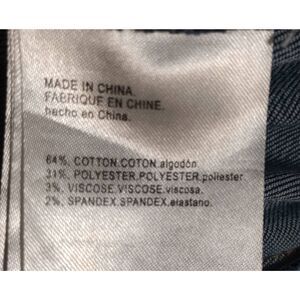 MADE IN CHINA
FABRIQUE EN CHINE.
hecho en China.
64%. COTTON.COTON.algodón
31%. POLYESTER.POLYESTER.poliester.
3%. VISCOSE.VISCOSE.viscosa.
2%. SPANDEX.SPANDEX.elastano.